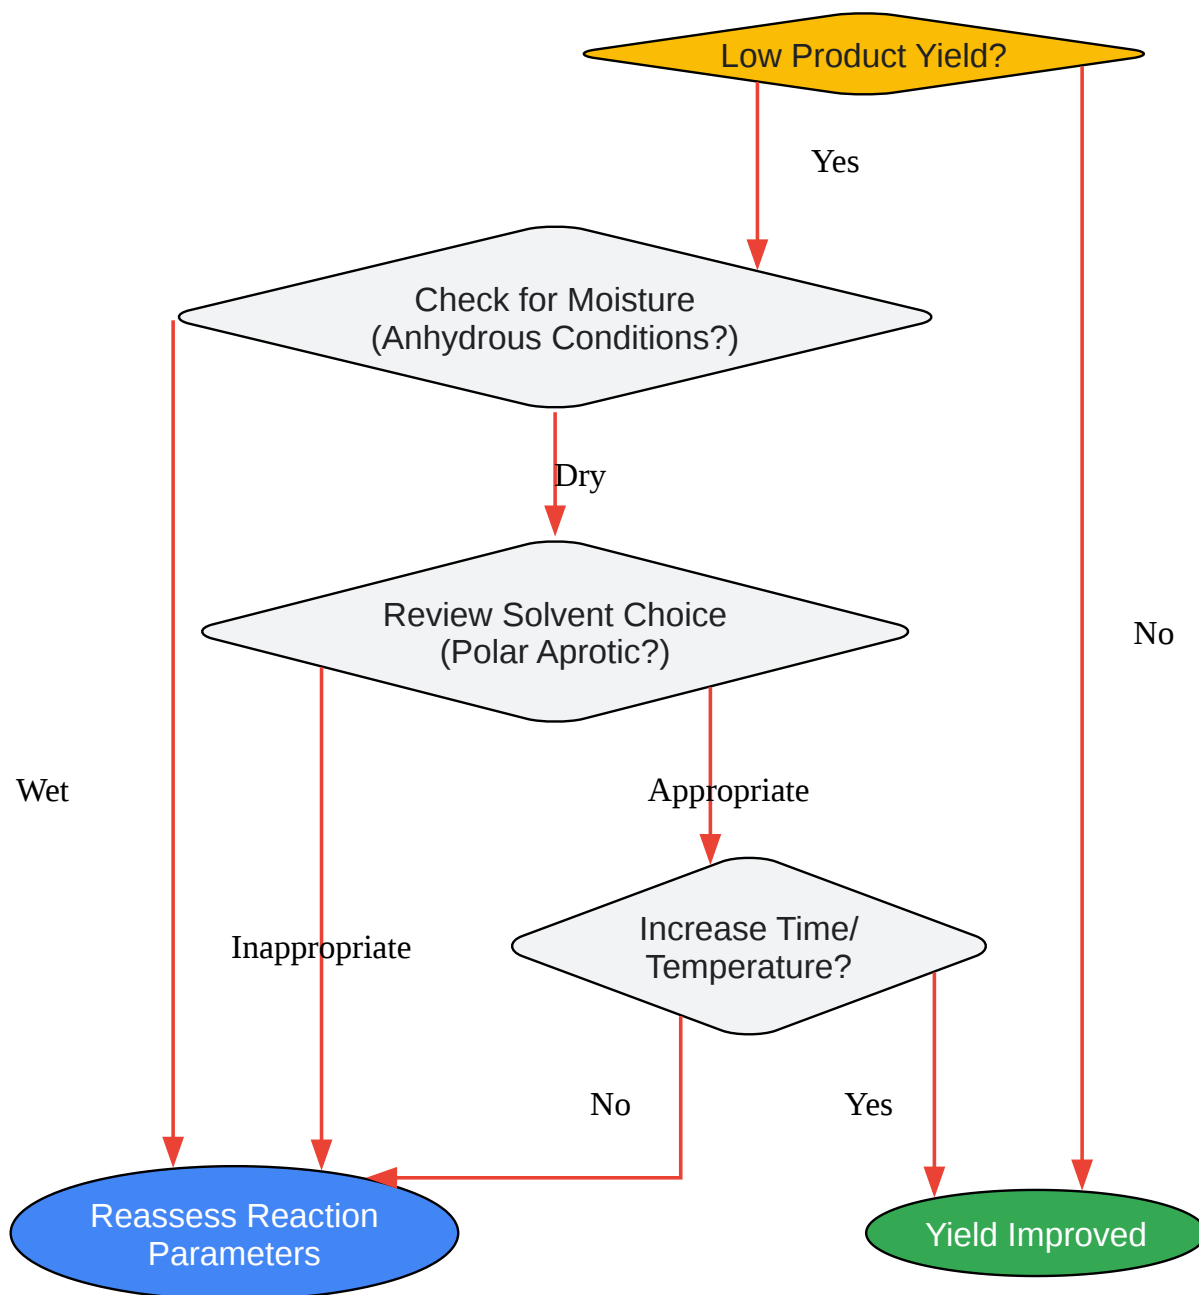 Low Product Yield?
Yes
Check for Moisture
(Anhydrous Conditions?)
Dry
Review Solvent Choice
(Polar Aprotic?)
No
Wet
Appropriate
Increase Time/
Temperature?
Inappropriate
No
Yes
Reassess Reaction
Parameters
Yield Improved